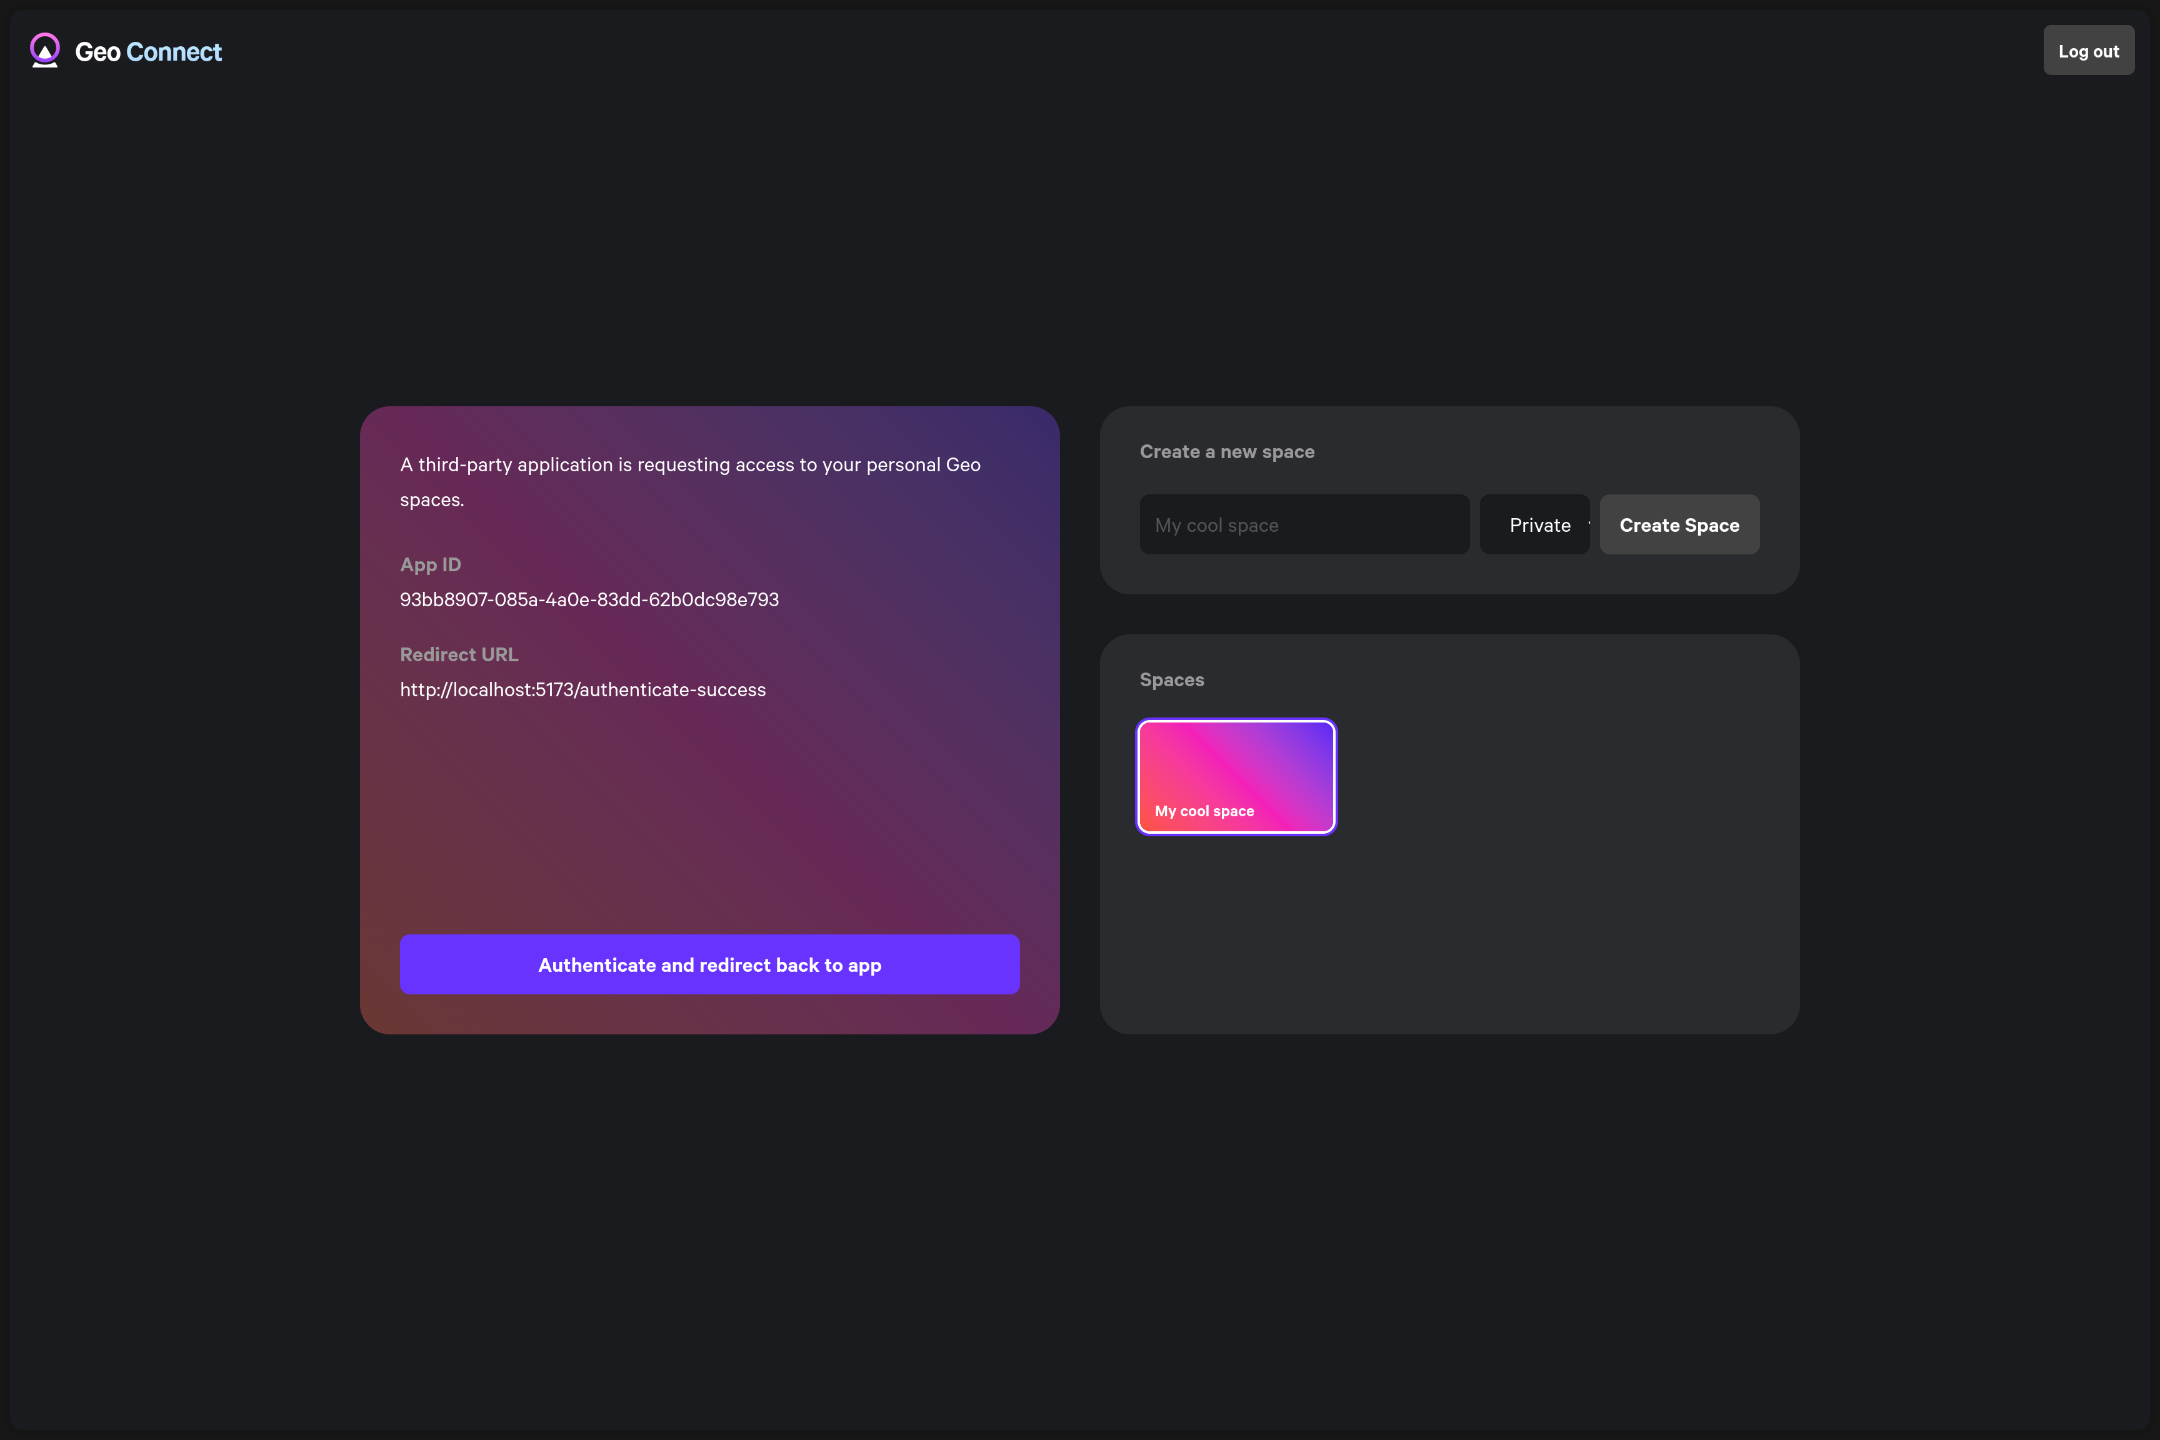 Geo Connect
Log out
A third-party application is requesting access to your personal Geo
spaces.
App ID
93bb8907-085a-4a0e-83dd-62b0dc98e793
Redirect URL
http://localhost:5173/authenticate-success
Authenticate and redirect back to app
Create a new space
My cool space
Private
Create Space
Spaces
My cool space